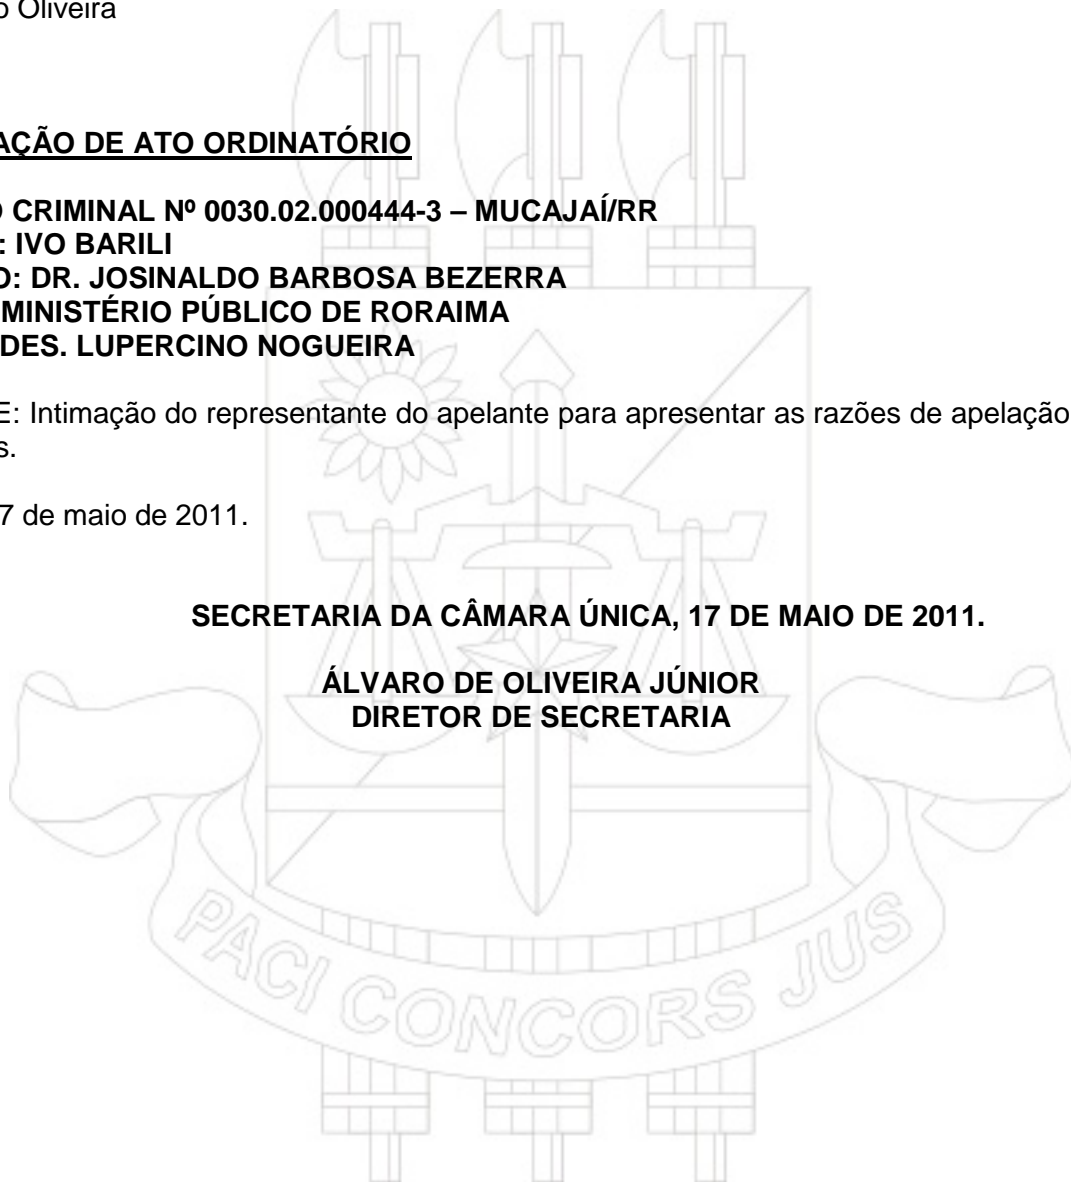 o Oliveira
AÇÃO DE ATO ORDINATÓRIO
O CRIMINAL Nº 0030.02.000444-3 – MUCAJAÍ/RR
: IVO BARILI
O: DR. JOSINALDO BARBOSA BEZERRA
MINISTÉRIO PÚBLICO DE RORAIMA
DES. LUPERCINO NOGUEIRA
E: Intimação do representante do apelante para apresentar as razões de apelação
s.
7 de maio de 2011.
SECRETARIA DA CÂMARA ÚNICA, 17 DE MAIO DE 2011.
ÁLVARO DE OLIVEIRA JÚNIOR
DIRETOR DE SECRETARIA
PACI CONCORS JUS